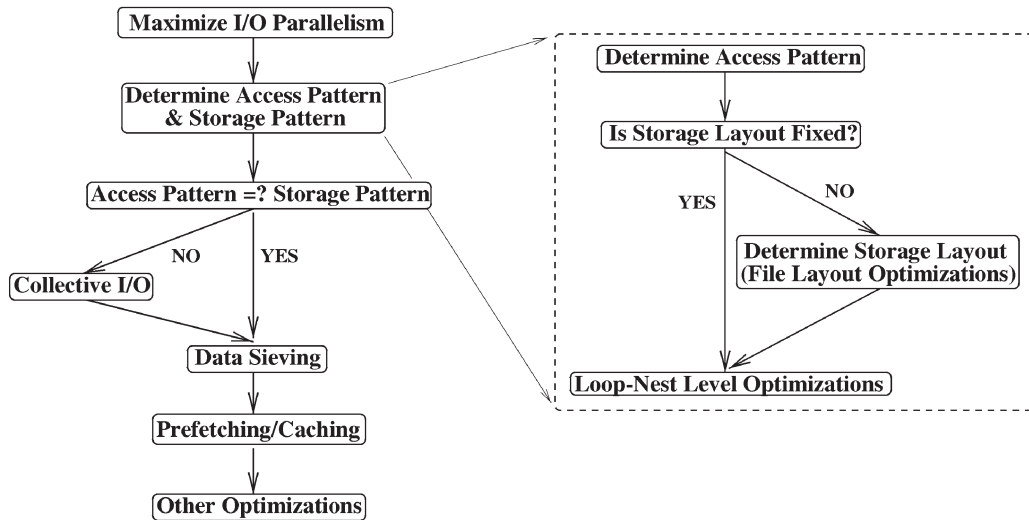 Maximize I/O Parallelism
Determine Access Pattern
& Storage Pattern
Access Pattern =? Storage Pattern
NO
YES
Collective I/O
Data Sieving
Prefetching/Caching
Other Optimizations
Determine Access Pattern
Is Storage Layout Fixed?
YES
NO
Determine Storage Layout
(File Layout Optimizations)
Loop-Nest Level Optimizations